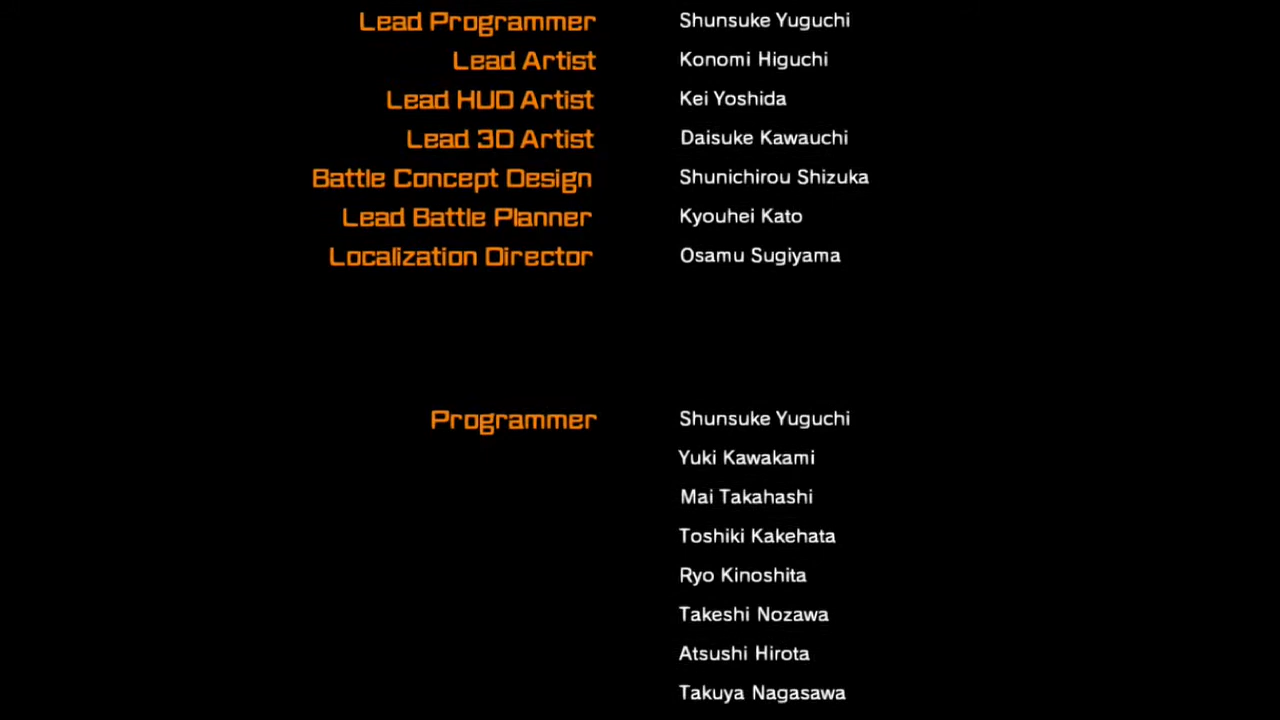 Lead Programmer Shunsuke Yuguchi
Lead Artist Konomi Higuchi
Lead HUD Artist Kei Yoshida
Lead 3D Artist Daisuke Kawauchi
Battle Concept Design Shunichirou Shizuka
Lead Battle Planner Kyouhei Kato
Localization Director Osamu Sugiyama
Programmer Shunsuke Yuguchi
Yuki Kawakami
Mai Takahashi
Toshiki Kakehata
Ryo Kinoshita
Takeshi Nozawa
Atsushi Hirota
Takuya Nagasawa